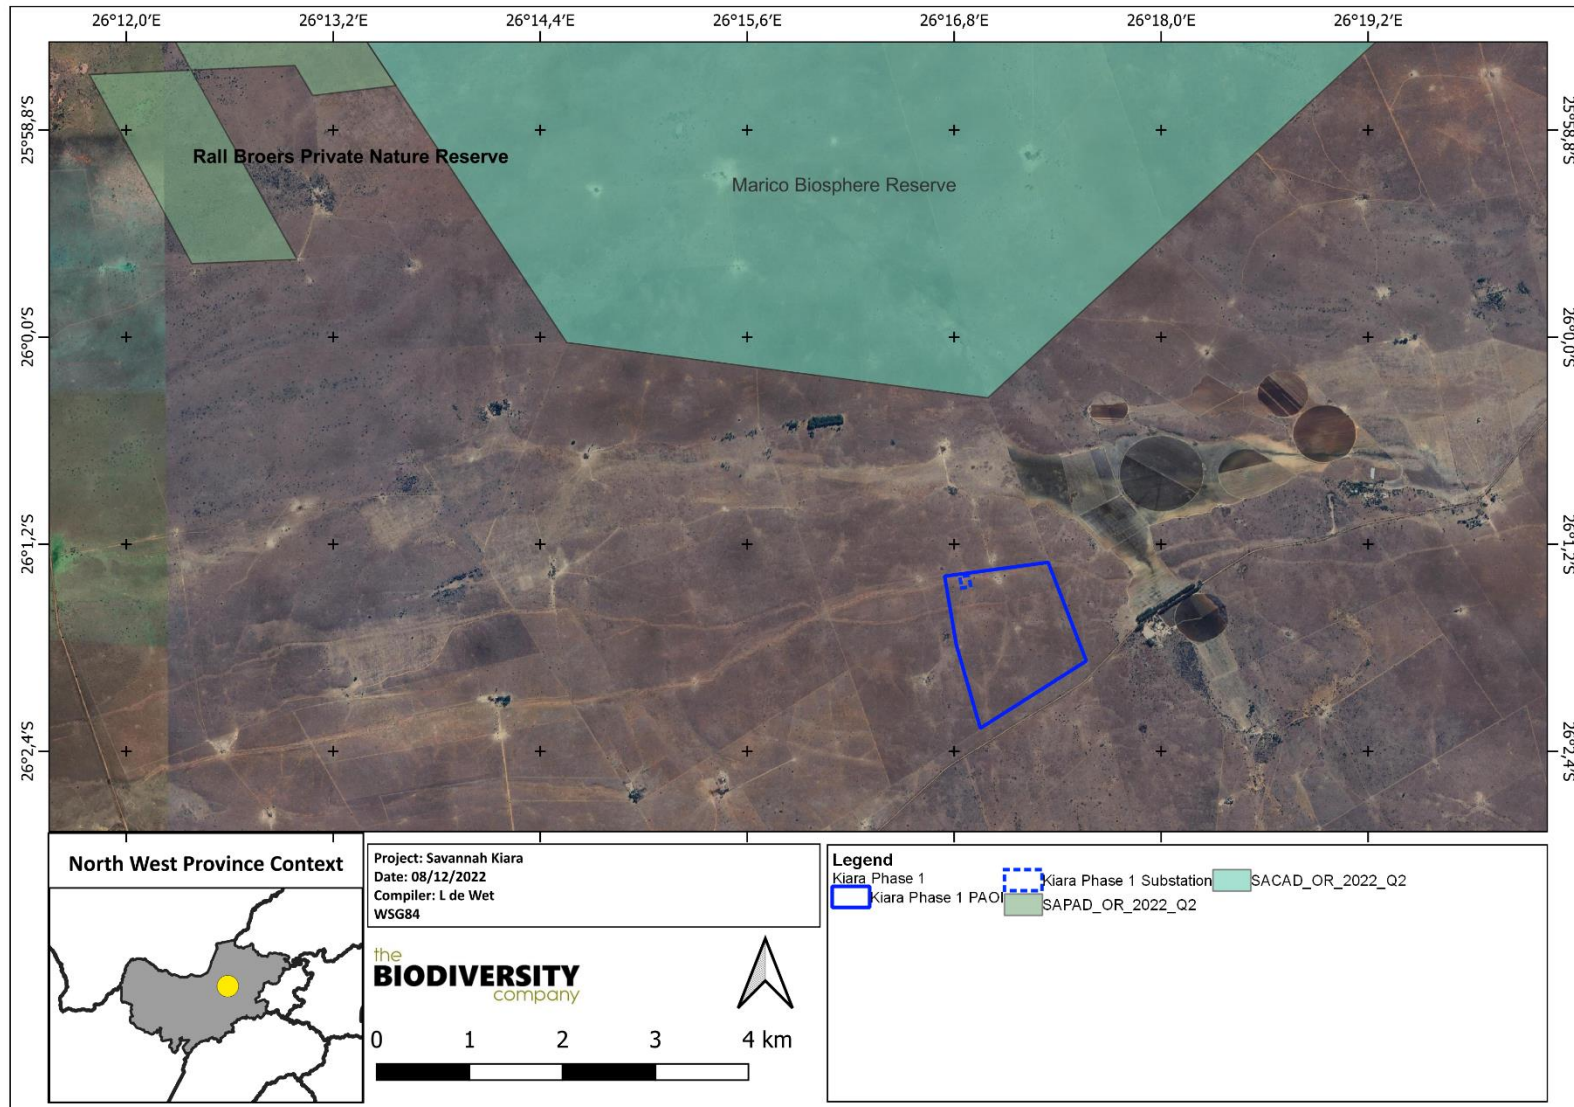 26°12,0'E 26°13,2'E 26°14,4'E 26°15,6'E 26°16,8'E 26°18,0'E 26°19,2'E
25°58,8'S 25°58,8'S
Rall Broers Private Nature Reserve
Marico Biosphere Reserve
26°0,0'S 26°0,0'S
26°1,2'S 26°1,2'S
26°2,4'S 26°2,4'S
North West Province Context
Project: Savannah Kiara
Date: 08/12/2022
Compiler: L de Wet
WSG84
the
BIODIVERSITY
company
0 1 2 3 4 km
Legend
Kiara Phase 1
Kiara Phase 1 PAOI
Kiara Phase 1 Substation
SAPAD_OR_2022_Q2
SACAD_OR_2022_Q2